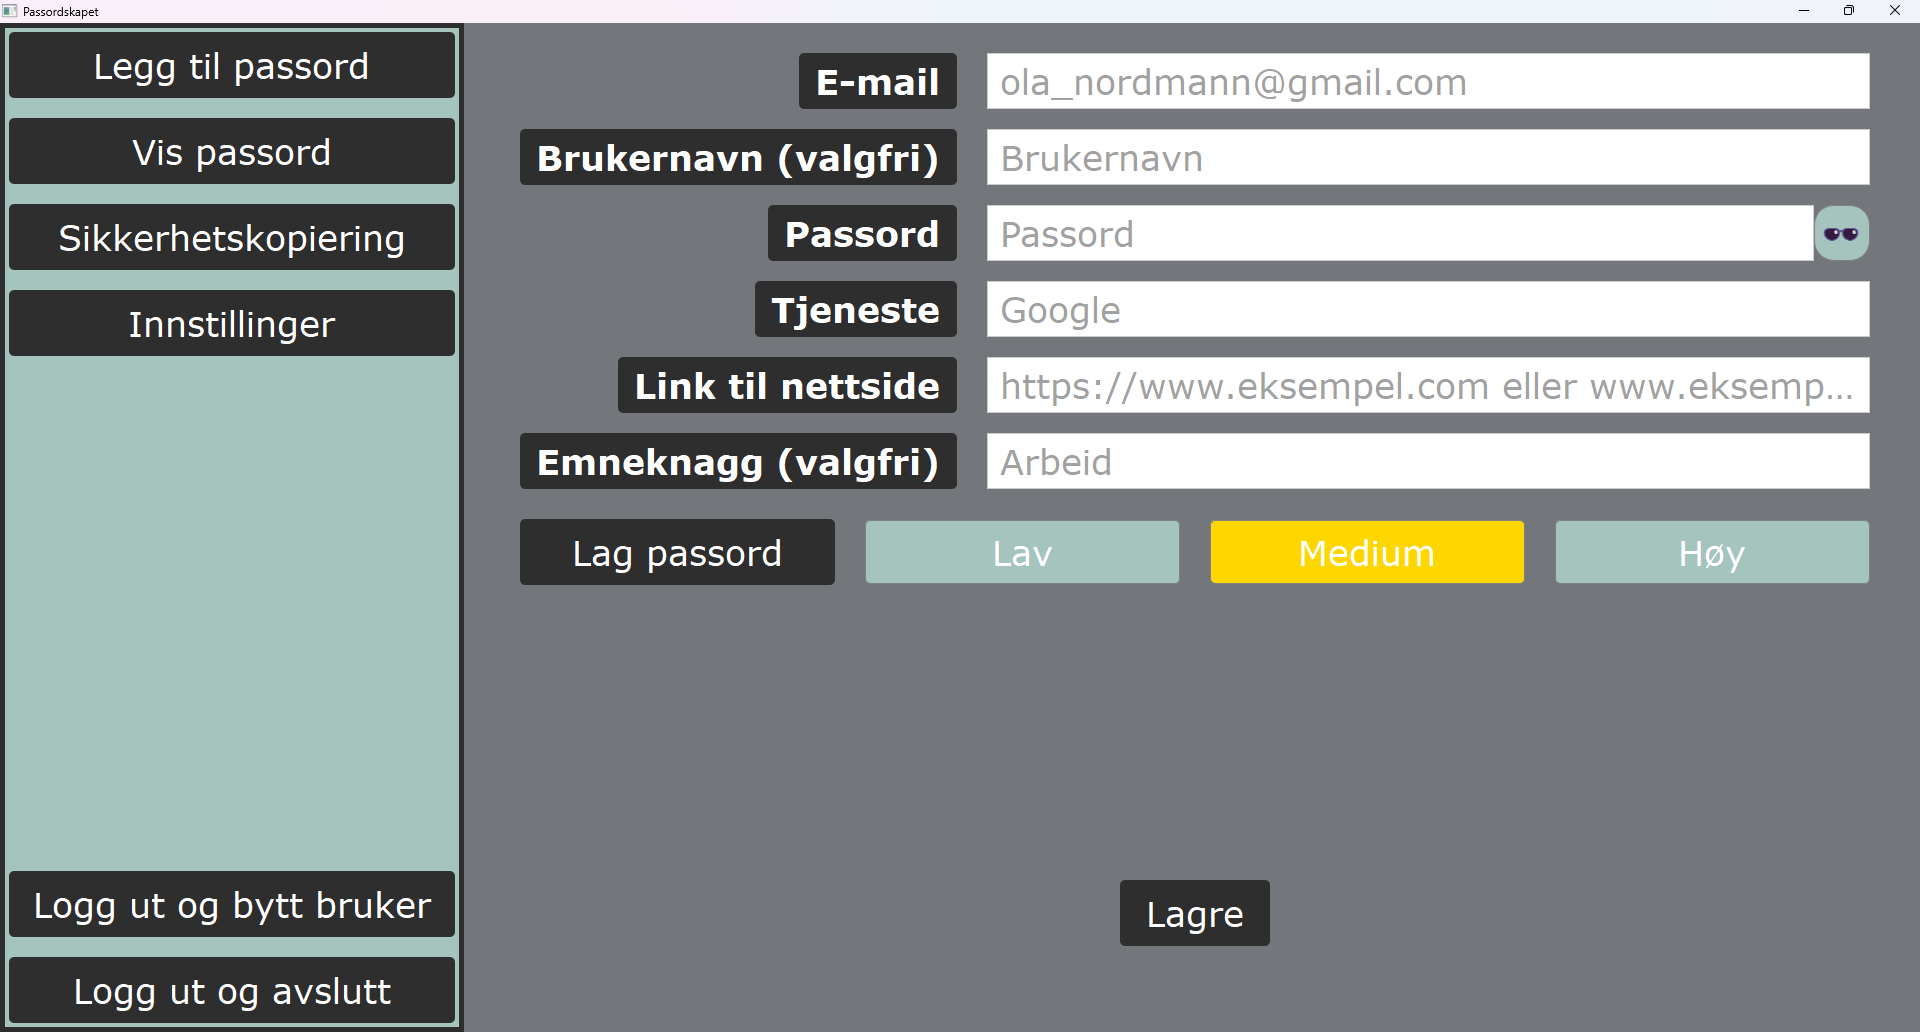 Passordskapet
Legg til passord
Vis passord
Sikkerhetskopiering
Innstillinger
Logg ut og bytt bruker
Logg ut og avslutt
E-mail
ola_nordmann@gmail.com
Brukernavn (valgfri)
Brukernavn
Passord
Passord
Tjeneste
Google
Link til nettside
https://www.eksempel.com eller www.eksemp...
Emneknagg (valgfri)
Arbeid
Lag passord
Lav
Medium
Høy
Lagre